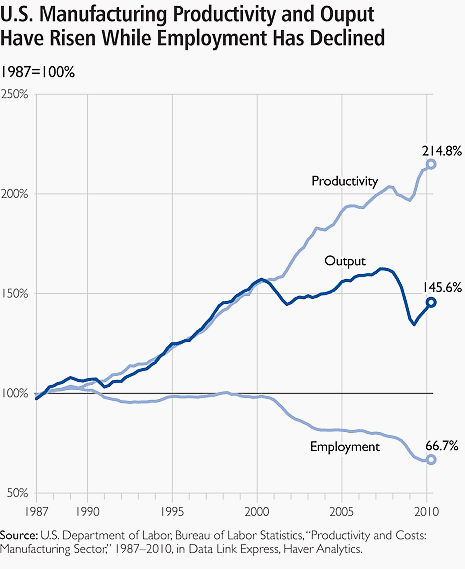 U.S. Manufacturing Productivity and Ouput
Have Risen While Employment Has Declined
1987=100%
250%
214.8%
Productivity
200%
Output
150%
145.6%
100%
Employment
66.7%
50%
1987 1990 1995 2000 2005 2010
Source: U.S. Department of Labor, Bureau of Labor Statistics, “Productivity and Costs:
Manufacturing Sector,” 1987–2010, in Data Link Express, Haver Analytics.